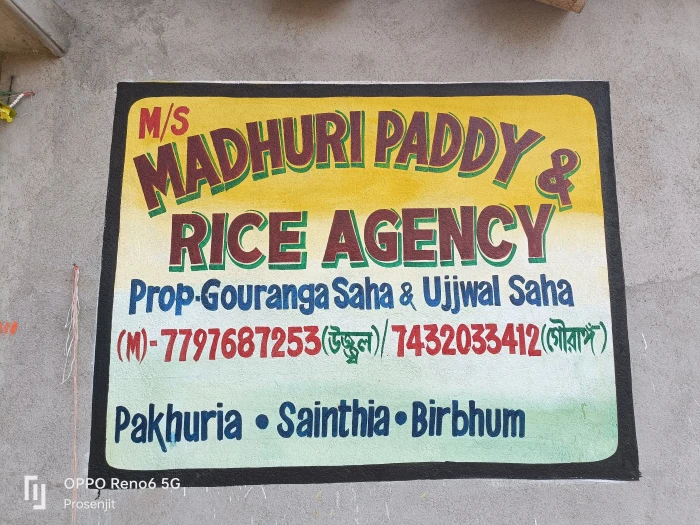 M/S
MADHURI PADDY &
RICE AGENCY
Prop-Gouranga Saha & Ujjwal Saha
(M)-7797687253(উজ্জ্বল)/7432033412(গৌরাঙ্গ)
Pakhuria • Sainthia • Birbhum
OPPO Reno6 5G
Prosenjit